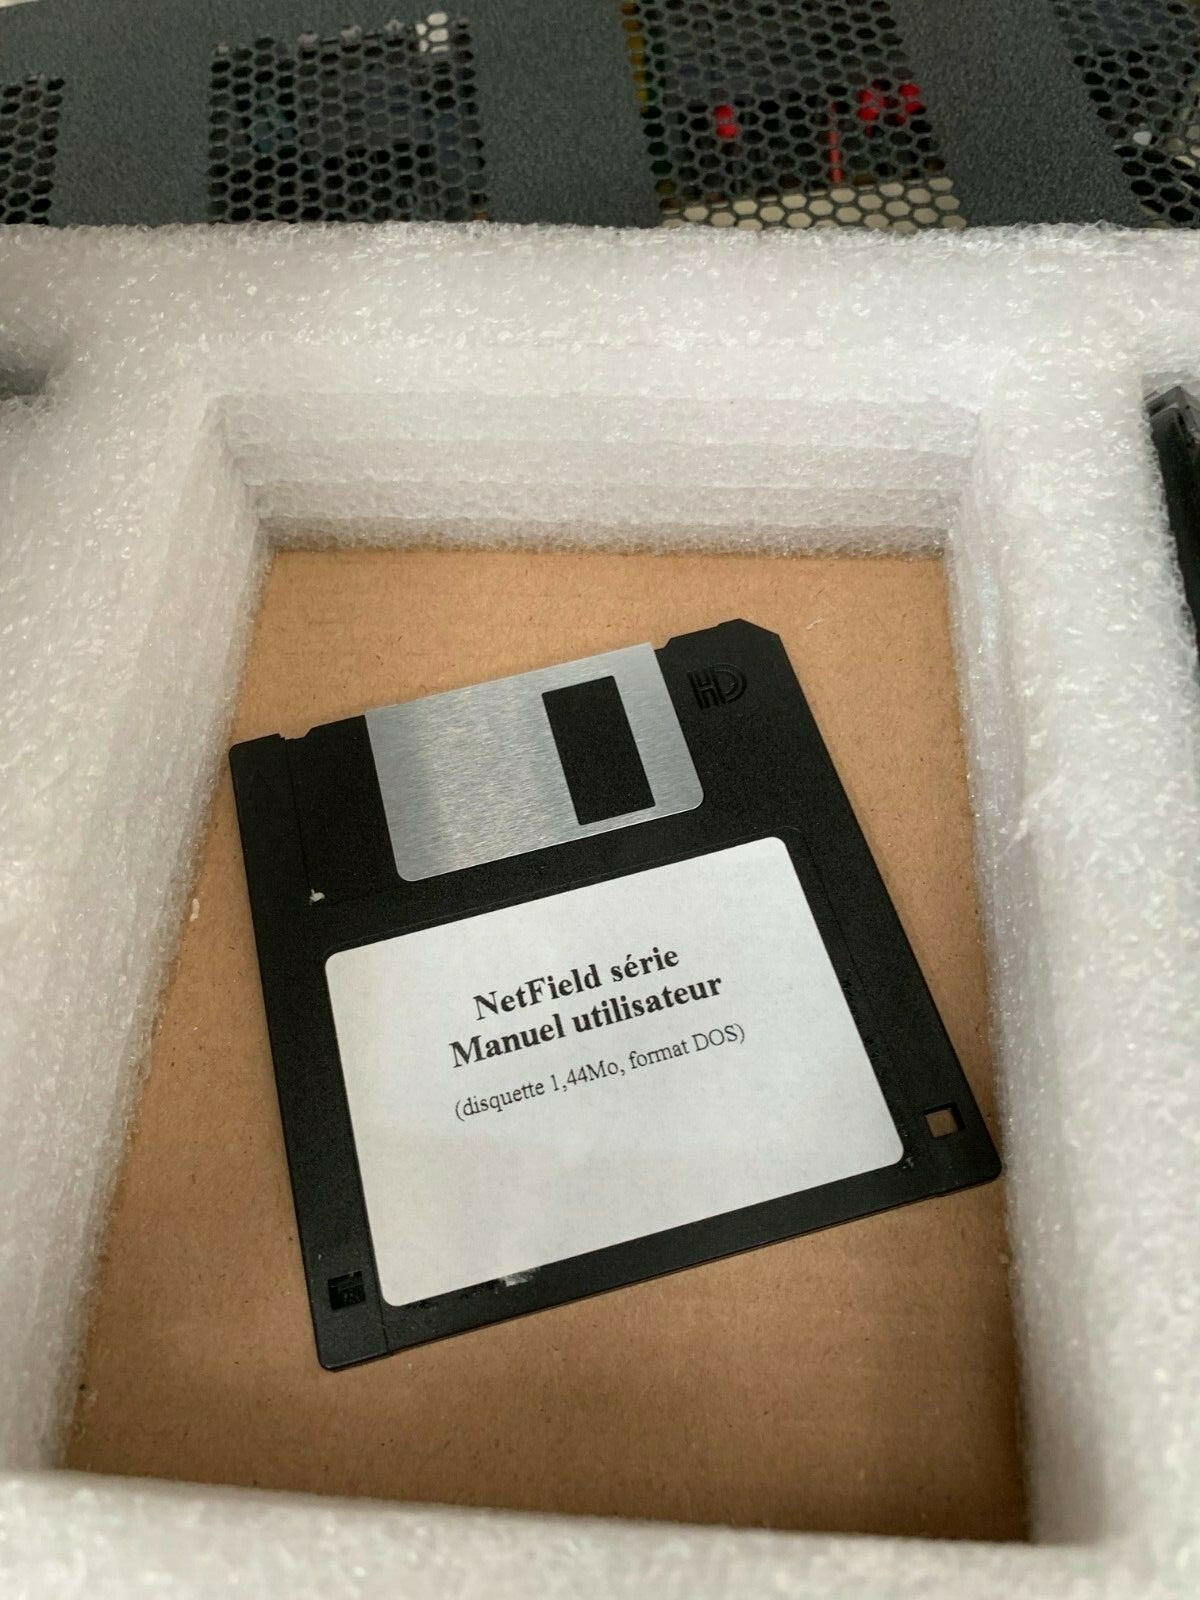 HD
NetField série
Manuel utilisateur
(disquette 1,44Mo, format DOS)